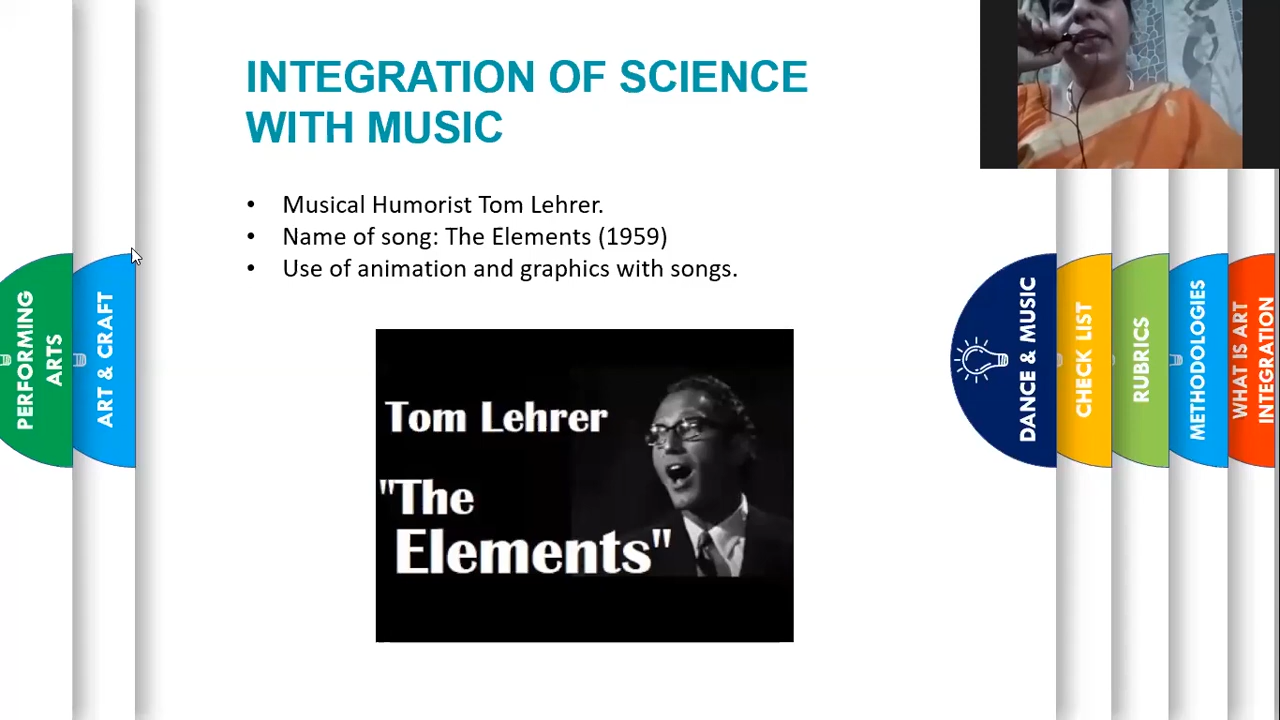 INTEGRATION OF SCIENCE
WITH MUSIC
• Musical Humorist Tom Lehrer.
• Name of song: The Elements (1959)
• Use of animation and graphics with songs.
Tom Lehrer
"The
Elements"
PERFORMING
ARTS
ART & CRAFT
DANCE & MUSIC
CHECK LIST
RUBRICS
METHODOLOGIES
WHAT IS ART
INTEGRATION